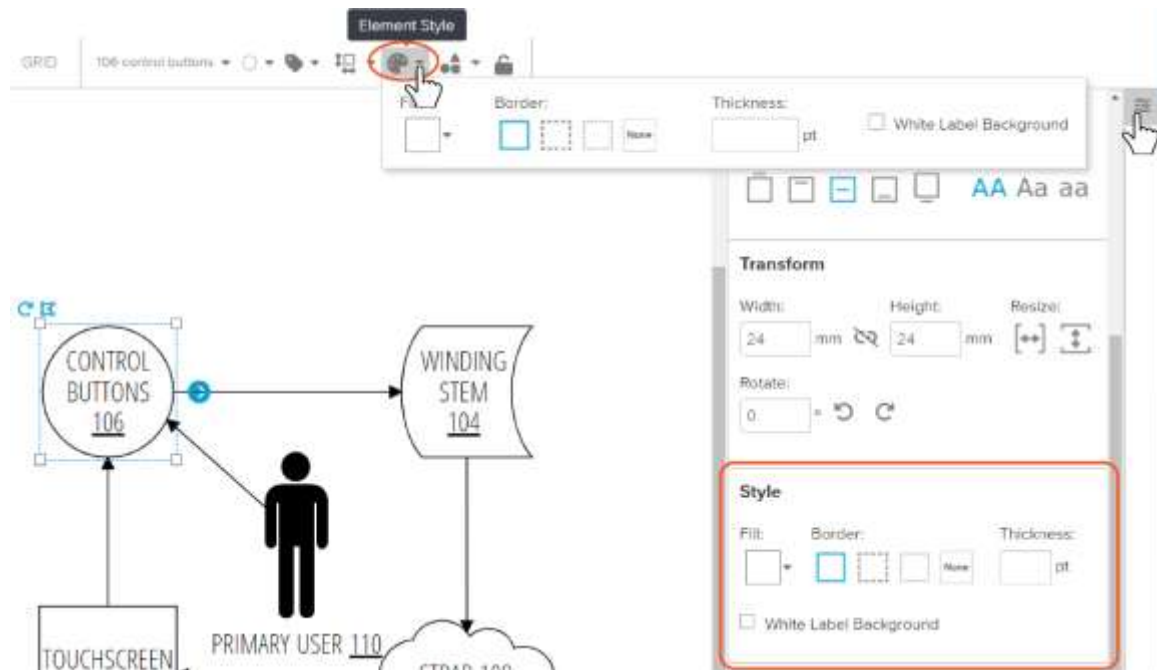 Element Style
GRID 106 control buttons
Fill: Border: Thickness:
None pt White Label Background
AA Aa aa
Transform
Width: Height: Resize:
24 mm 24 mm
Rotate:
0 °
CONTROL
BUTTONS
106
WINDING
STEM
104
Style
Fill: Border: Thickness:
None pt
White Label Background
PRIMARY USER 110
TOUCHSCREEN
STRAP 108